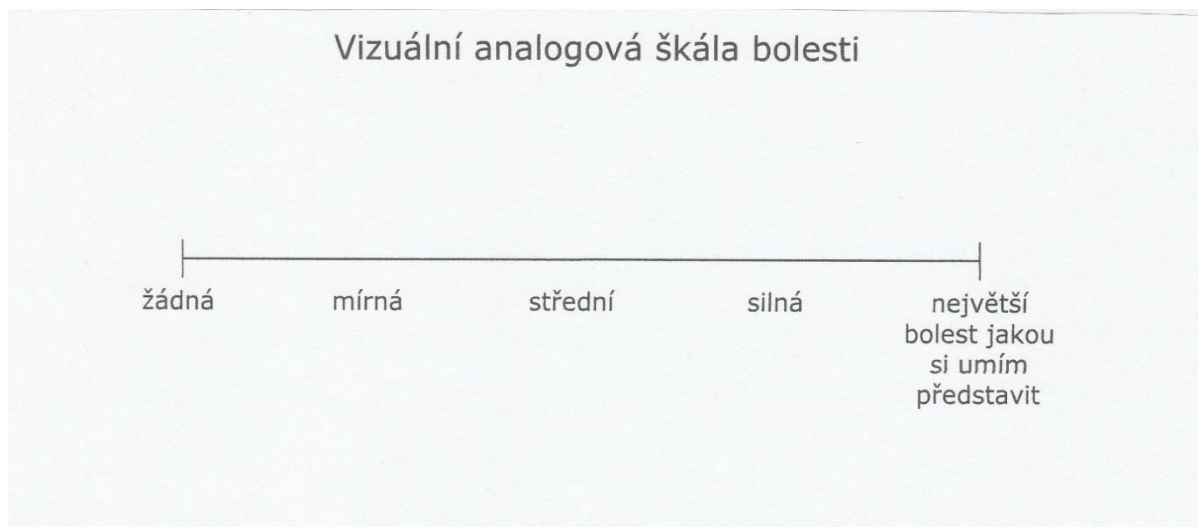 Vizuální analogová škála bolesti
žádná mírná střední silná největší
bolest jakou
si umím
představit